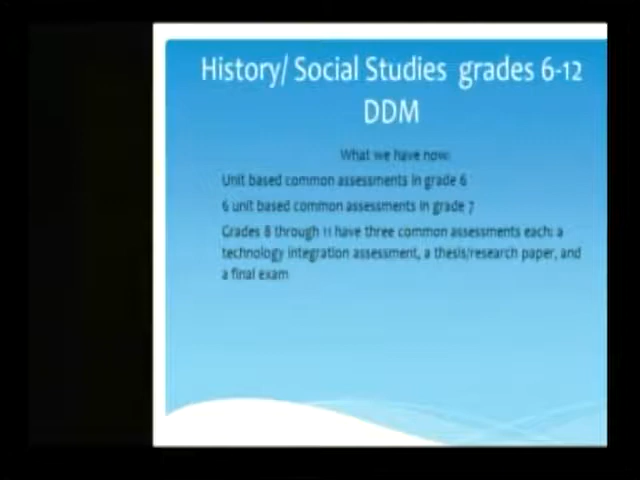 History/ Social Studies grades 6-12
DDM
What we have now:
Unit based common assessments in grade 6
6 unit based common assessments in grade 7
Grades 8 through 11 have three common assessments each: a
technology integration assessment, a thesis/research paper, and
a final exam